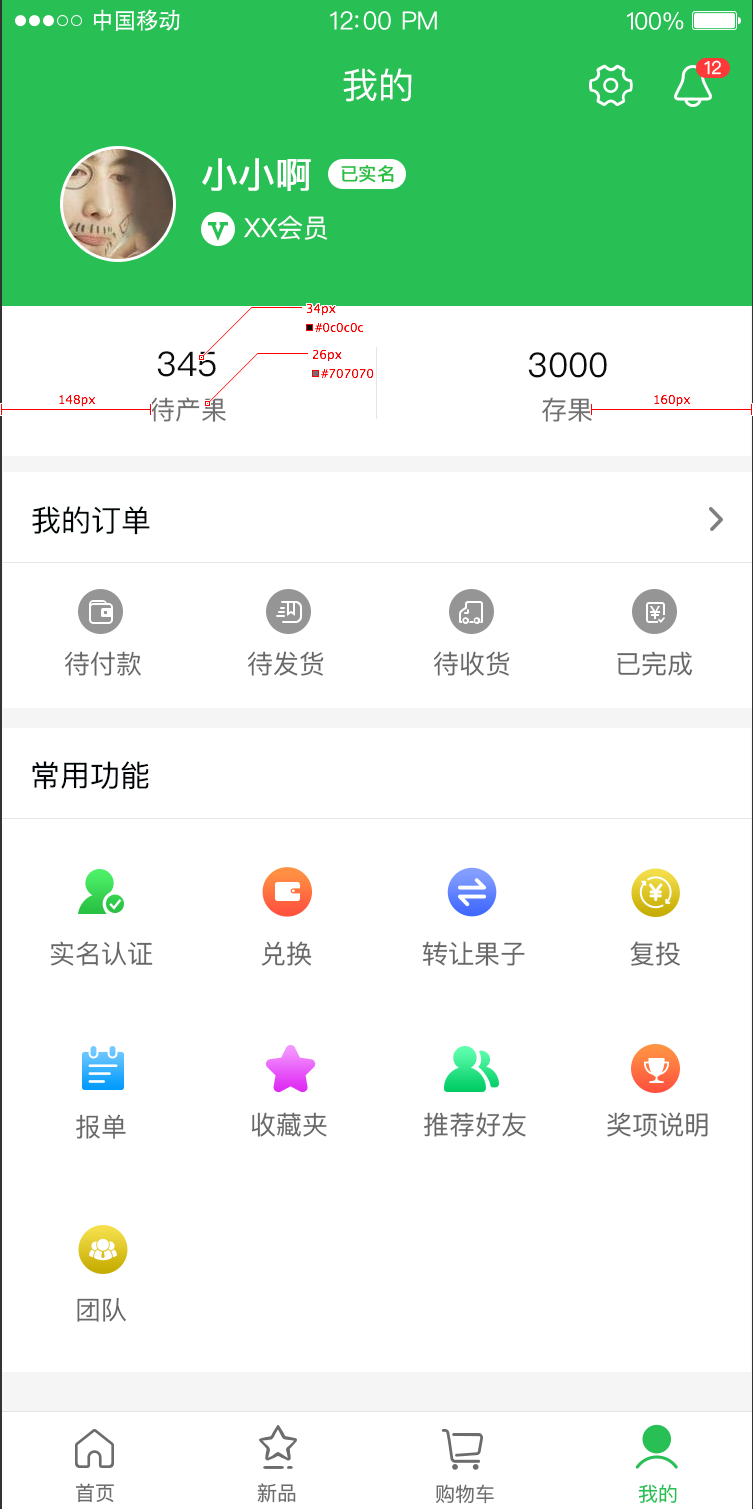 中国移动 12:00 PM 100%
我的 12
小小啊 已实名
XX会员
34px
#0c0c0c
345 26px 3000
#707070
148px 待产果 存果 160px
我的订单
待付款 待发货 待收货 已完成
常用功能
实名认证 兑换 转让果子 复投
报单 收藏夹 推荐好友 奖项说明
团队
首页 新品 购物车 我的